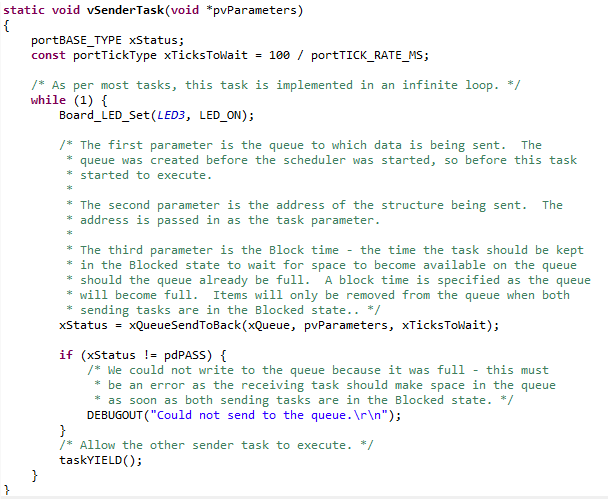 static void vSenderTask(void *pvParameters)
{
    portBASE_TYPE xStatus;
    const portTickType xTicksToWait = 100 / portTICK_RATE_MS;

    /* As per most tasks, this task is implemented in an infinite loop. */
    while (1) {
        Board_LED_Set(LED3, LED_ON);

        /* The first parameter is the queue to which data is being sent.  The
         * queue was created before the scheduler was started, so before this task
         * started to execute.
         *
         * The second parameter is the address of the structure being sent.  The
         * address is passed in as the task parameter.
         *
         * The third parameter is the Block time - the time the task should be kept
         * in the Blocked state to wait for space to become available on the queue
         * should the queue already be full.  A block time is specified as the queue
         * will become full.  Items will only be removed from the queue when both
         * sending tasks are in the Blocked state.. */
        xStatus = xQueueSendToBack(xQueue, pvParameters, xTicksToWait);

        if (xStatus != pdPASS) {
            /* We could not write to the queue because it was full - this must
             * be an error as the receiving task should make space in the queue
             * as soon as both sending tasks are in the Blocked state. */
            DEBUGOUT("Could not send to the queue.\r\n");
        }
        /* Allow the other sender task to execute. */
        taskYIELD();
    }
}